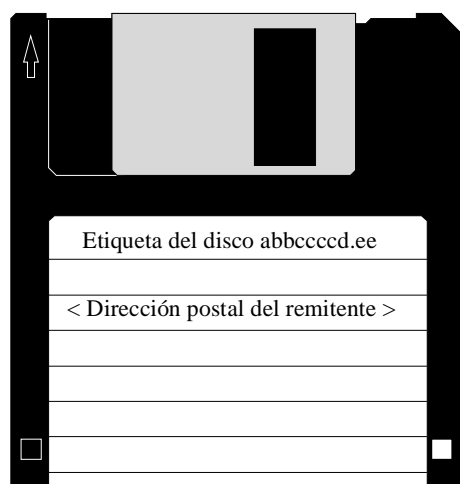 Etiqueta del disco abbccccd.ee
< Dirección postal del remitente >